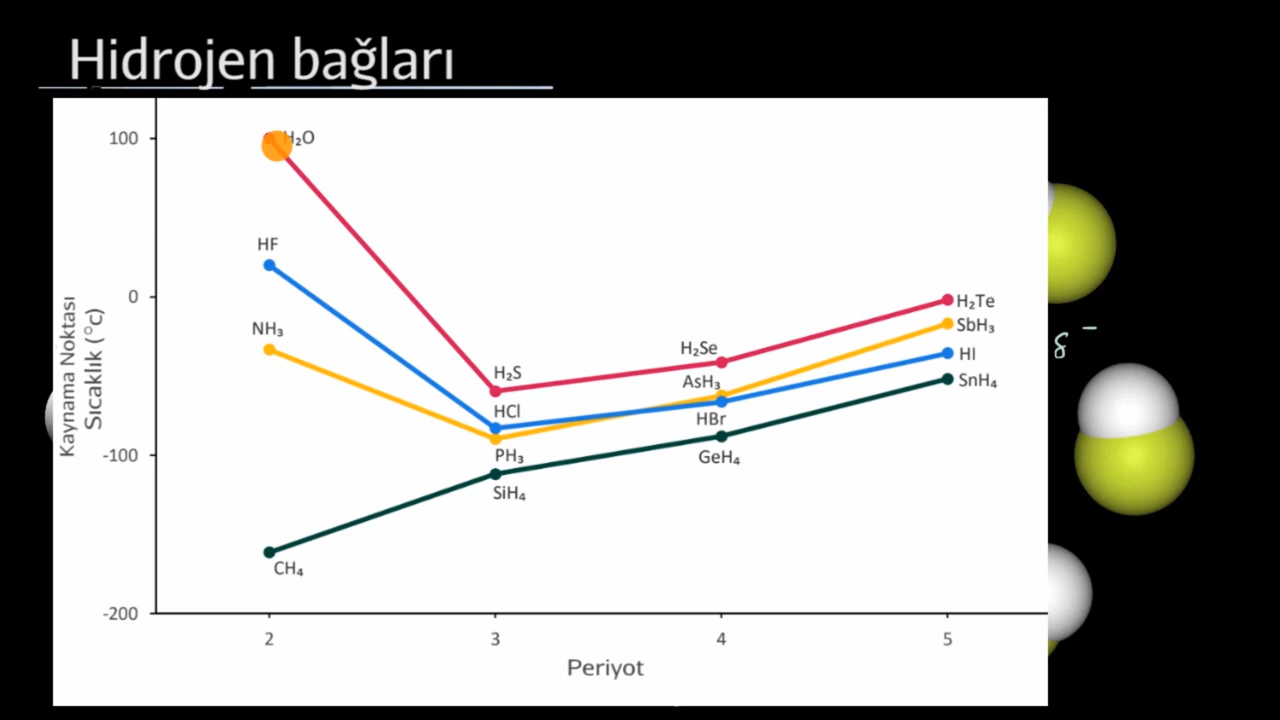 Hidrojen bağları
100
H₂O
HF
0
NH₃
Kaynama Noktası
Sıcaklık (°c)
H₂Te
SbH₃
δ⁻
H₂Se
HI
H₂S
AsH₃
SnH₄
HCl
HBr
-100
PH₃
GeH₄
SiH₄
CH₄
-200
2 3 4 5
Periyot